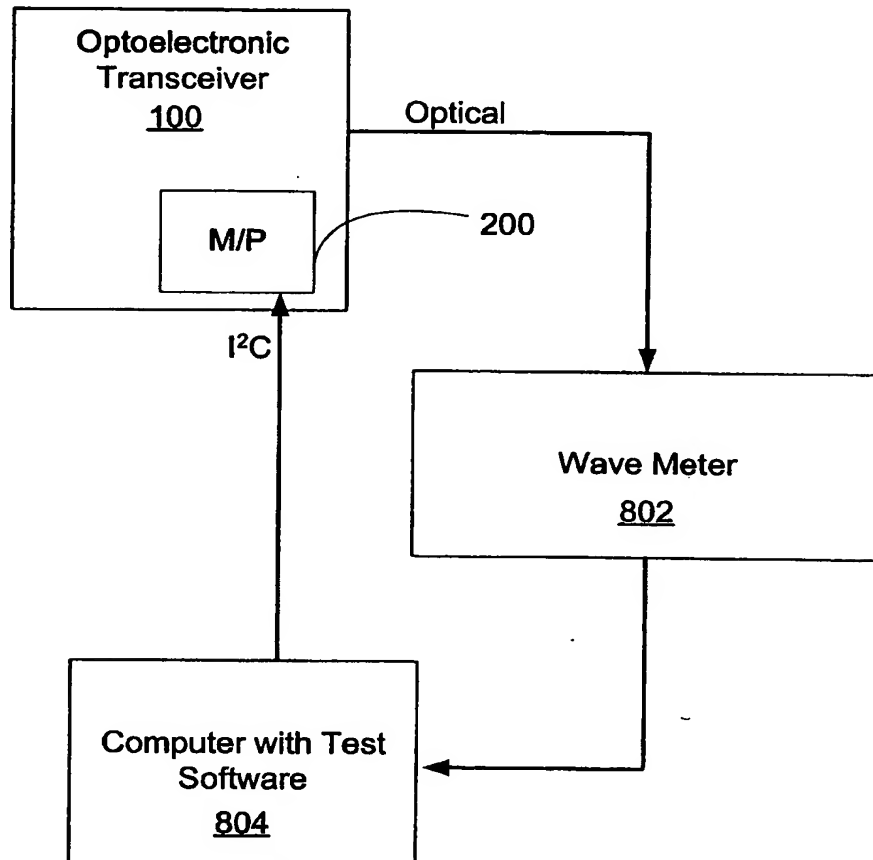 Optoelectronic
Transceiver
100
Optical
M/P
200
I²C
Wave Meter
802
Computer with Test
Software
804